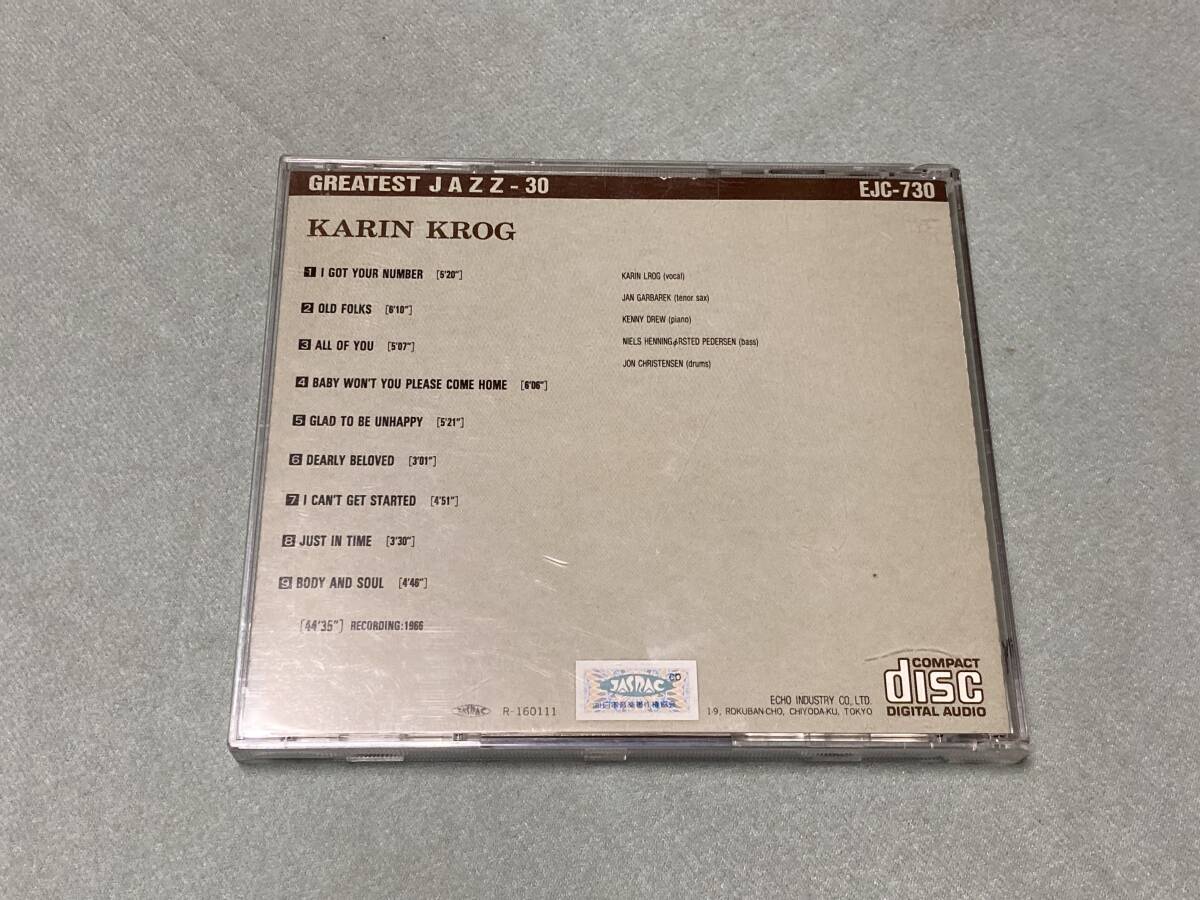 GREATEST JAZZ - 30
EJC-730
KARIN KROG
1 I GOT YOUR NUMBER [5'20"]
2 OLD FOLKS [6'10"]
3 ALL OF YOU [5'07"]
4 BABY WON'T YOU PLEASE COME HOME [6'06"]
5 GLAD TO BE UNHAPPY [5'21"]
6 DEARLY BELOVED [3'01"]
7 I CAN'T GET STARTED [4'51"]
8 JUST IN TIME [3'30"]
9 BODY AND SOUL [4'46"]
[44'35"] RECORDING:1966
KARIN LROG (vocal)
JAN GARBAREK (tenor sax)
KENNY DREW (piano)
NIELS HENNINGφRSTED PEDERSEN (bass)
JON CHRISTENSEN (drums)
JASRAC R-160111
JASRAC CD
ECHO INDUSTRY CO., LTD.
1-9, ROKUBAN-CHO, CHIYODA-KU, TOKYO
COMPACT
disc
DIGITAL AUDIO